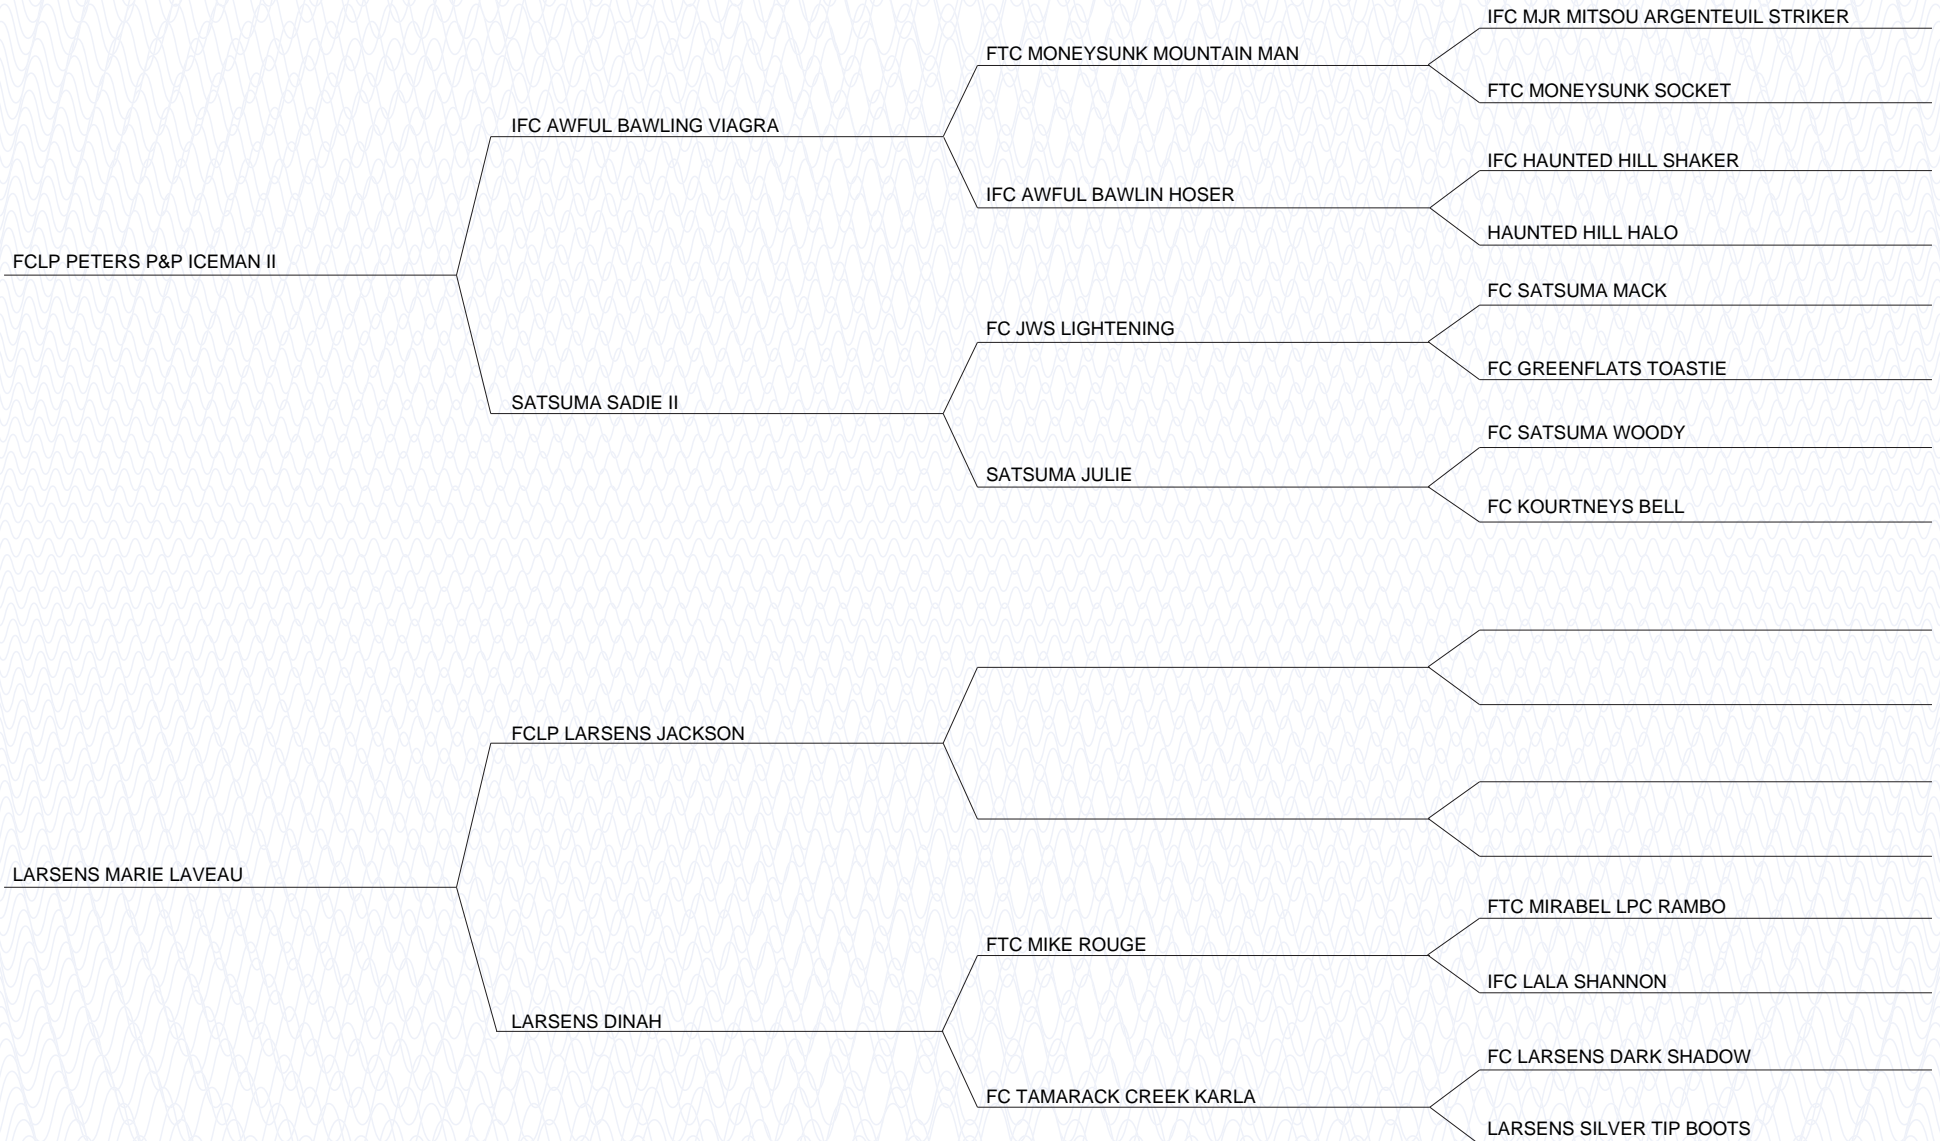 IFC MJR MITSOU ARGENTEUIL STRIKER
FTC MONEYSUNK MOUNTAIN MAN
FTC MONEYSUNK SOCKET
IFC AWFUL BAWLING VIAGRA
IFC HAUNTED HILL SHAKER
IFC AWFUL BAWLIN HOSER
HAUNTED HILL HALO
FCLP PETERS P&P ICEMAN II
FC SATSUMA MACK
FC JWS LIGHTENING
FC GREENFLATS TOASTIE
SATSUMA SADIE II
FC SATSUMA WOODY
SATSUMA JULIE
FC KOURTNEYS BELL
FCLP LARSENS JACKSON
LARSENS MARIE LAVEAU
FTC MIRABEL LPC RAMBO
FTC MIKE ROUGE
IFC LALA SHANNON
LARSENS DINAH
FC LARSENS DARK SHADOW
FC TAMARACK CREEK KARLA
LARSENS SILVER TIP BOOTS